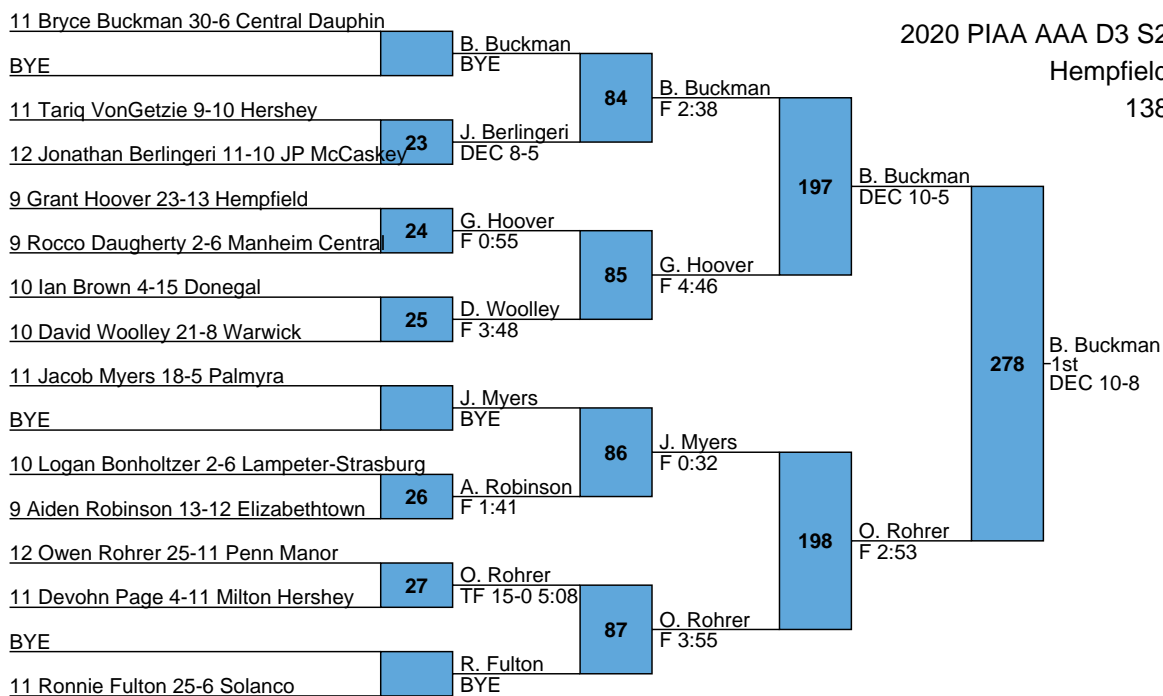 11 Bryce Buckman 30-6 Central Dauphin
BYE
11 Tariq VonGetzie 9-10 Hershey
12 Jonathan Berlingeri 11-10 JP McCaskey
9 Grant Hoover 23-13 Hempfield
9 Rocco Daugherty 2-6 Manheim Central
10 Ian Brown 4-15 Donegal
10 David Woolley 21-8 Warwick
11 Jacob Myers 18-5 Palmyra
BYE
10 Logan Bonholtzer 2-6 Lampeter-Strasburg
9 Aiden Robinson 13-12 Elizabethtown
12 Owen Rohrer 25-11 Penn Manor
11 Devohn Page 4-11 Milton Hershey
BYE
11 Ronnie Fulton 25-6 Solanco
23
24
25
26
27
B. Buckman
BYE
J. Berlingeri
DEC 8-5
G. Hoover
F 0:55
D. Woolley
F 3:48
J. Myers
BYE
A. Robinson
F 1:41
O. Rohrer
TF 15-0 5:08
R. Fulton
BYE
84
85
86
87
B. Buckman
F 2:38
G. Hoover
F 4:46
J. Myers
F 0:32
O. Rohrer
F 3:55
197
198
B. Buckman
DEC 10-5
O. Rohrer
F 2:53
278
B. Buckman
1st
DEC 10-8
2020 PIAA AAA D3 S2
Hempfield
138